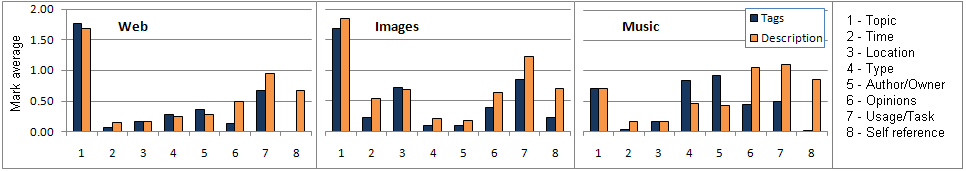 Web
Images
Music
Tags
Description
Mark average
2.00
1.00
0.50
0.00
1 2 3 4 5 6 7 8
1 2 3 4 5 6 7 8
1 2 3 4 5 6 7 8
1 - Topic
2 - Time
3 - Location
4 - Type
5 - Author/Owner
6 - Opinions
7 - Usage/Task
8 - Self reference